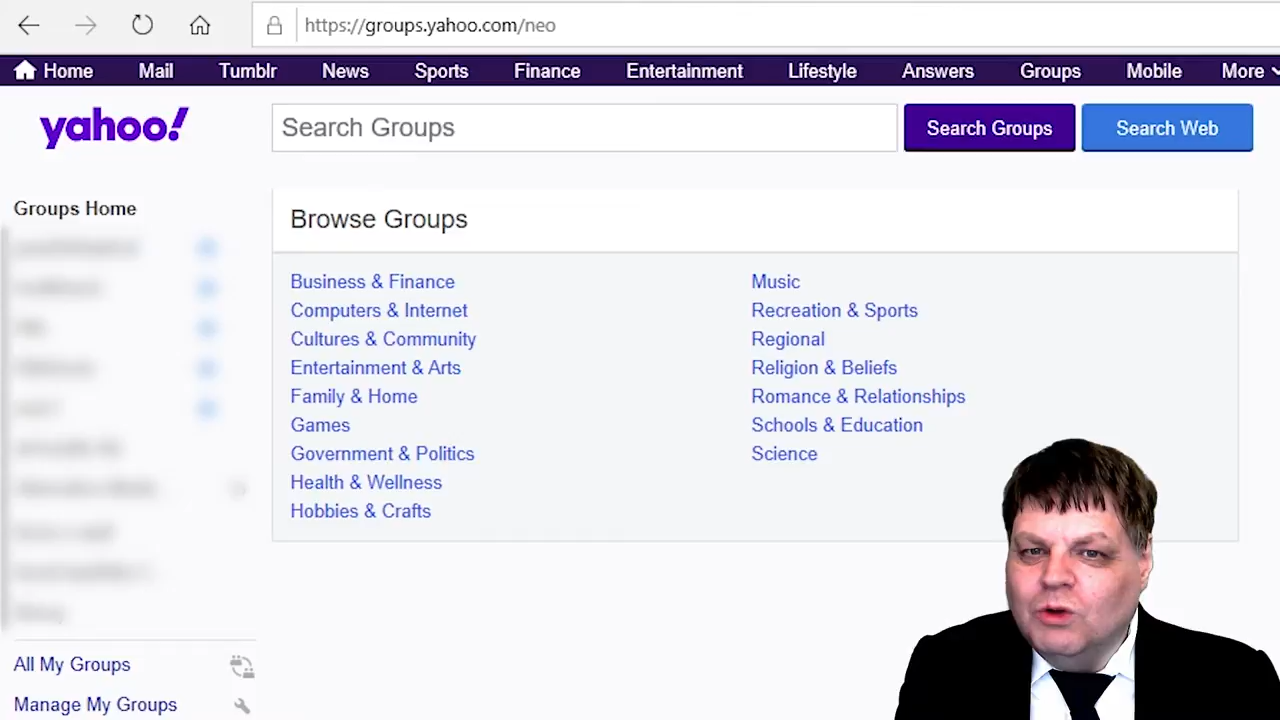 https://groups.yahoo.com/neo
Home Mail Tumblr News Sports Finance Entertainment Lifestyle Answers Groups Mobile More
yahoo!
Search Groups
Search Groups
Search Web
Groups Home
Browse Groups
Business & Finance
Computers & Internet
Cultures & Community
Entertainment & Arts
Family & Home
Games
Government & Politics
Health & Wellness
Hobbies & Crafts
Music
Recreation & Sports
Regional
Religion & Beliefs
Romance & Relationships
Schools & Education
Science
All My Groups
Manage My Groups